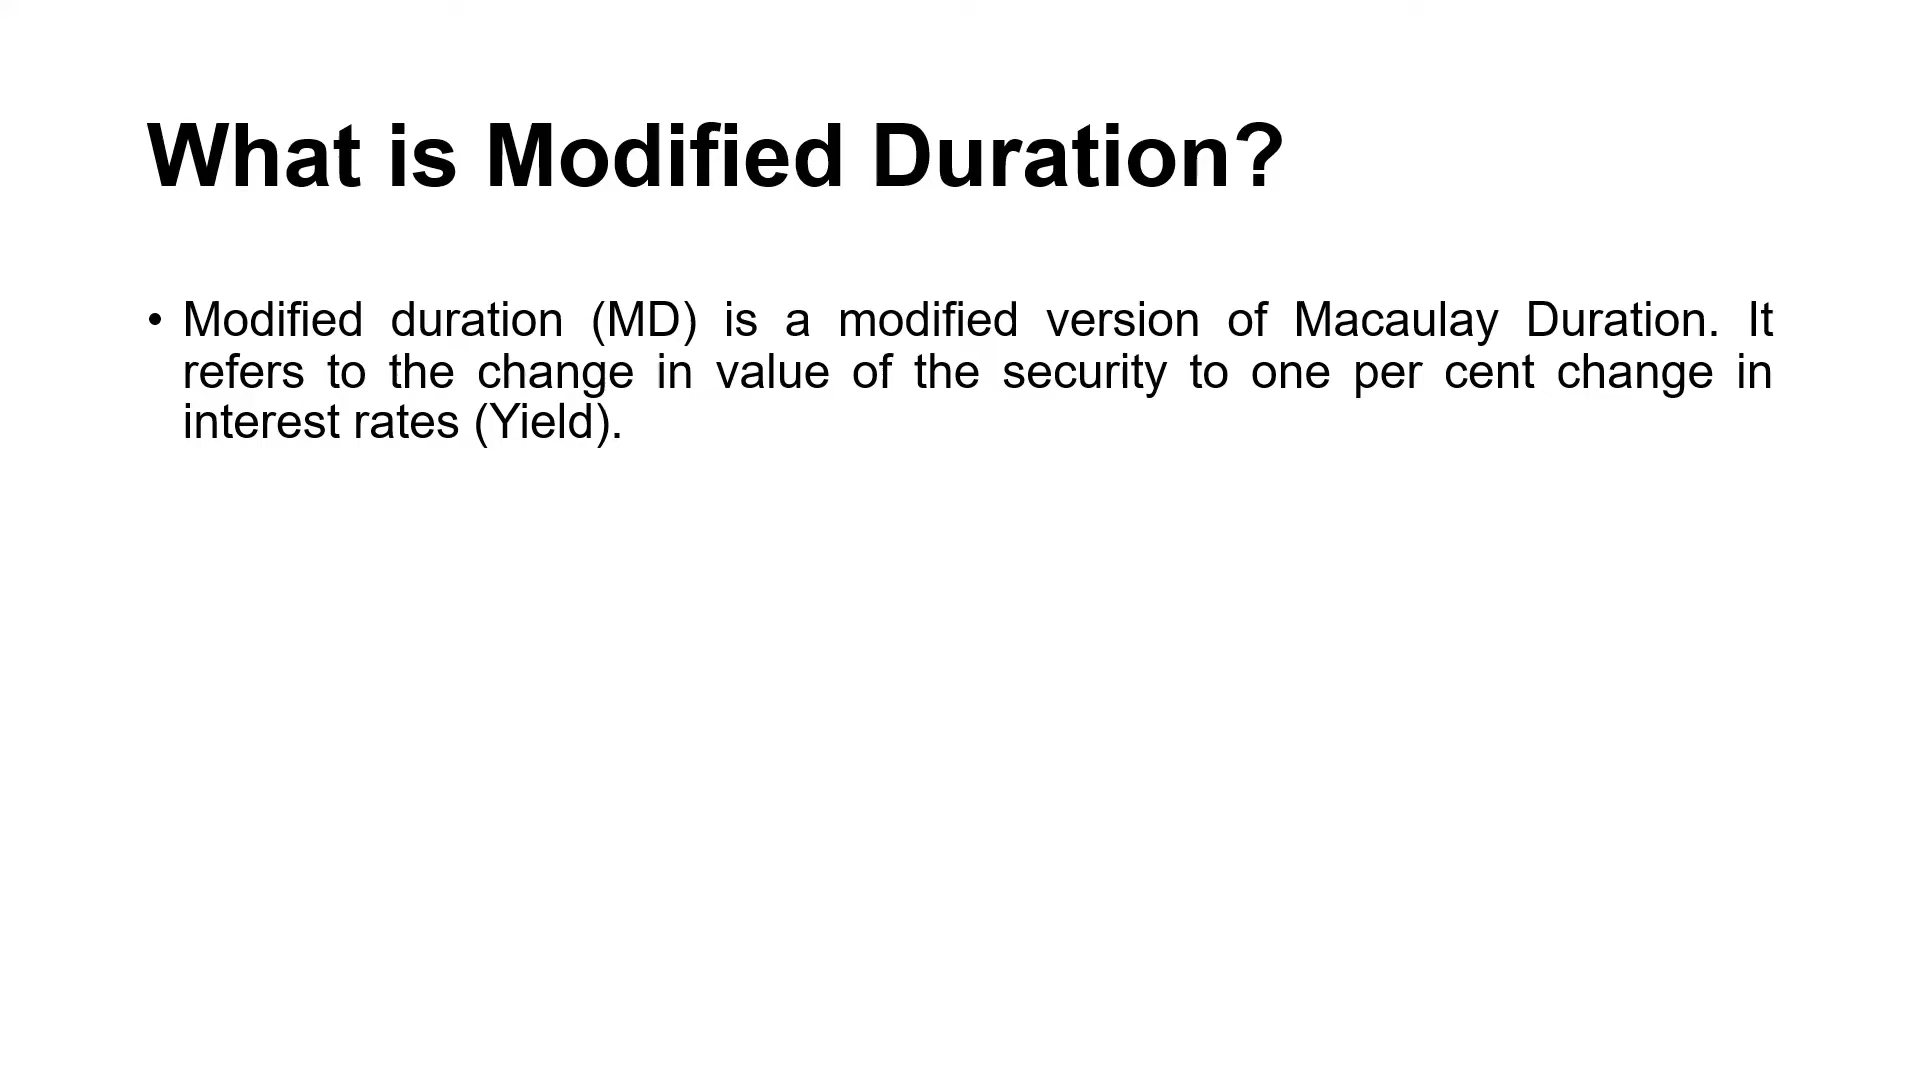 What is Modified Duration?
• Modified duration (MD) is a modified version of Macaulay Duration. It
refers to the change in value of the security to one per cent change in
interest rates (Yield).